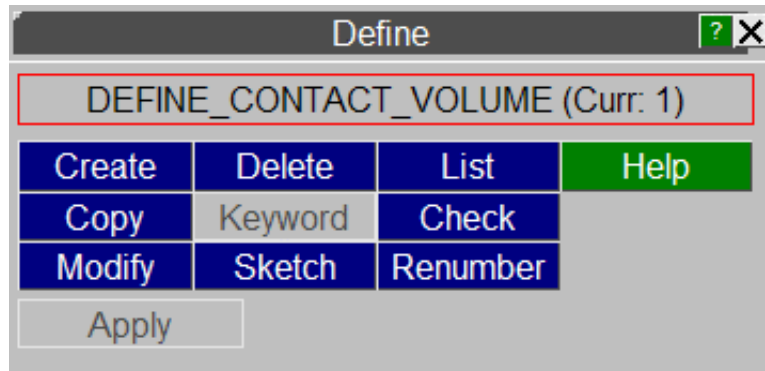 Define ? X
DEFINE_CONTACT_VOLUME (Curr: 1)
Create Delete List Help
Copy Keyword Check
Modify Sketch Renumber
Apply